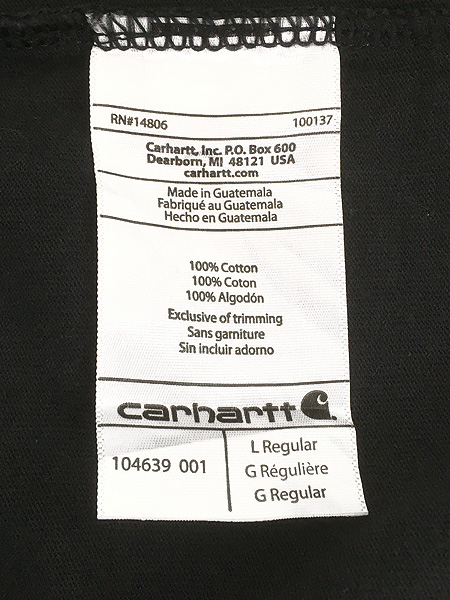 RN#14806 100137
Carhartt, Inc. P.O. Box 600
Dearborn, MI 48121 USA
carhartt.com
Made in Guatemala
Fabriqué au Guatemala
Hecho en Guatemala
100% Cotton
100% Coton
100% Algodón
Exclusive of trimming
Sans garniture
Sin incluir adorno
carhartt
104639 001
L Regular
G Régulière
G Regular